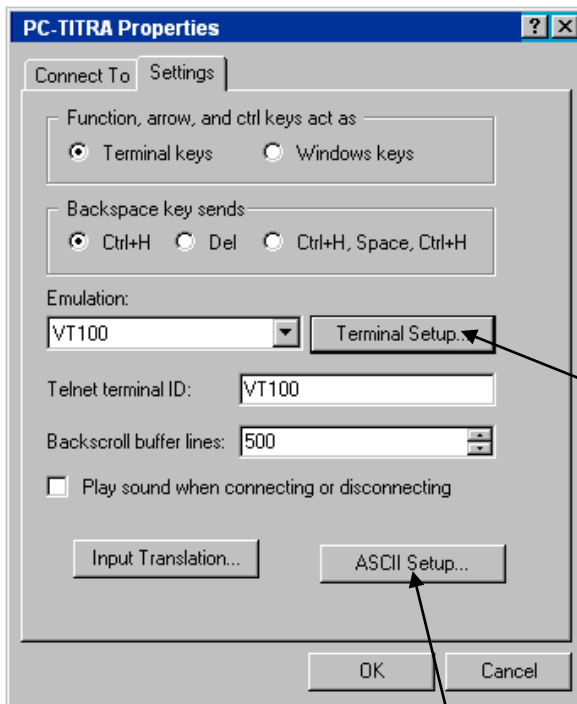 PC-TITRA Properties
Connect To Settings
Function, arrow, and ctrl keys act as
Terminal keys Windows keys
Backspace key sends
Ctrl+H Del Ctrl+H, Space, Ctrl+H
Emulation:
VT100 Terminal Setup...
Telnet terminal ID: VT100
Backscroll buffer lines: 500
Play sound when connecting or disconnecting
Input Translation... ASCII Setup...
OK Cancel